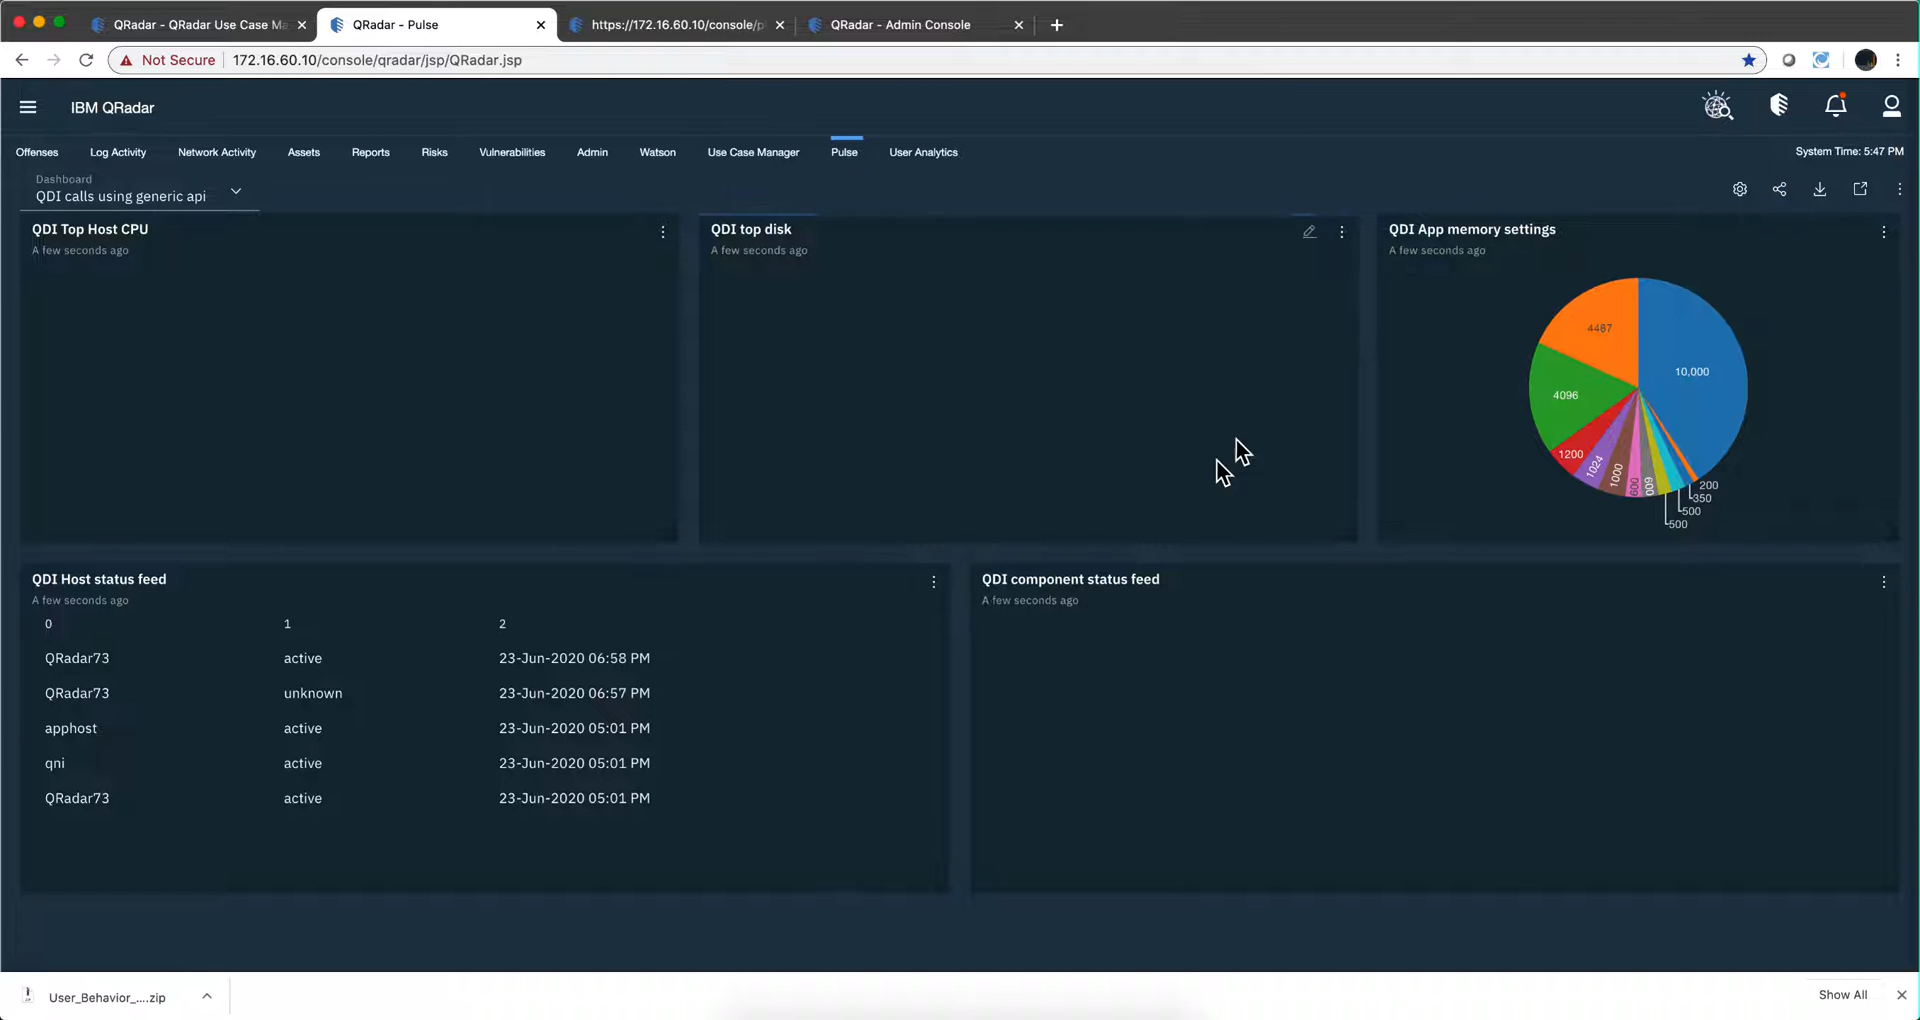 QRadar - QRadar Use Case Ma
QRadar - Pulse
https://172.16.60.10/console/p
QRadar - Admin Console
Not Secure
172.16.60.10/console/qradar/jsp/QRadar.jsp
IBM QRadar
Offenses
Log Activity
Network Activity
Assets
Reports
Risks
Vulnerabilities
Admin
Watson
Use Case Manager
Pulse
User Analytics
System Time: 5:47 PM
Dashboard
QDI calls using generic api
QDI Top Host CPU
A few seconds ago
QDI top disk
A few seconds ago
QDI App memory settings
A few seconds ago
4487
10,000
4096
1200
1024
1000
600
600
200
350
500
500
QDI Host status feed
A few seconds ago
0 1 2
QRadar73 active 23-Jun-2020 06:58 PM
QRadar73 unknown 23-Jun-2020 06:57 PM
apphost active 23-Jun-2020 05:01 PM
qni active 23-Jun-2020 05:01 PM
QRadar73 active 23-Jun-2020 05:01 PM
QDI component status feed
A few seconds ago
User_Behavior_....zip
Show All